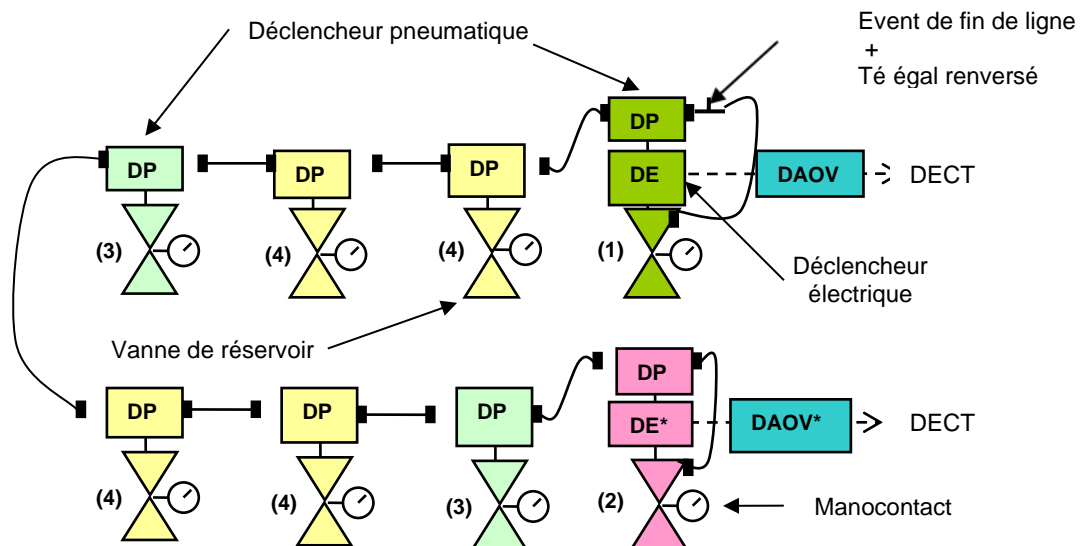 Déclencheur pneumatique
Event de fin de ligne
+
Té égal renversé
DP
DP
DP
DP
DE
DAOV
DECT
(3)
(4)
(4)
(1)
Déclencheur
électrique
Vanne de réservoir
DP
DP
DP
DP
DE*
DAOV*
DECT
(4)
(4)
(3)
(2)
Manocontact